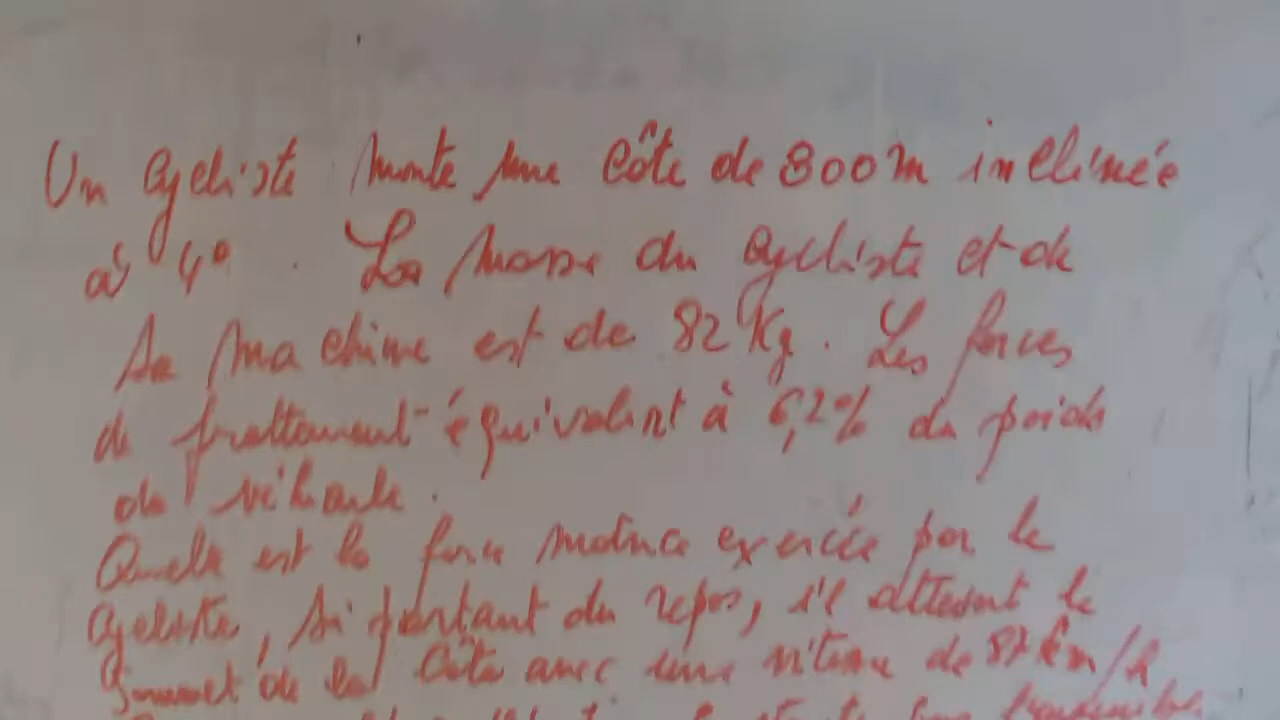 Un cycliste monte une côte de 800m inclinée
à 4°. La masse du cycliste et de
sa machine est de 82 Kg. Les forces
de frottement équivalent à 6,2% du poids
du véhicule.
Quelle est la force motrice exercée par le
cycliste, si partant du repos, il atteint le
sommet de la côte avec une vitesse de km/h